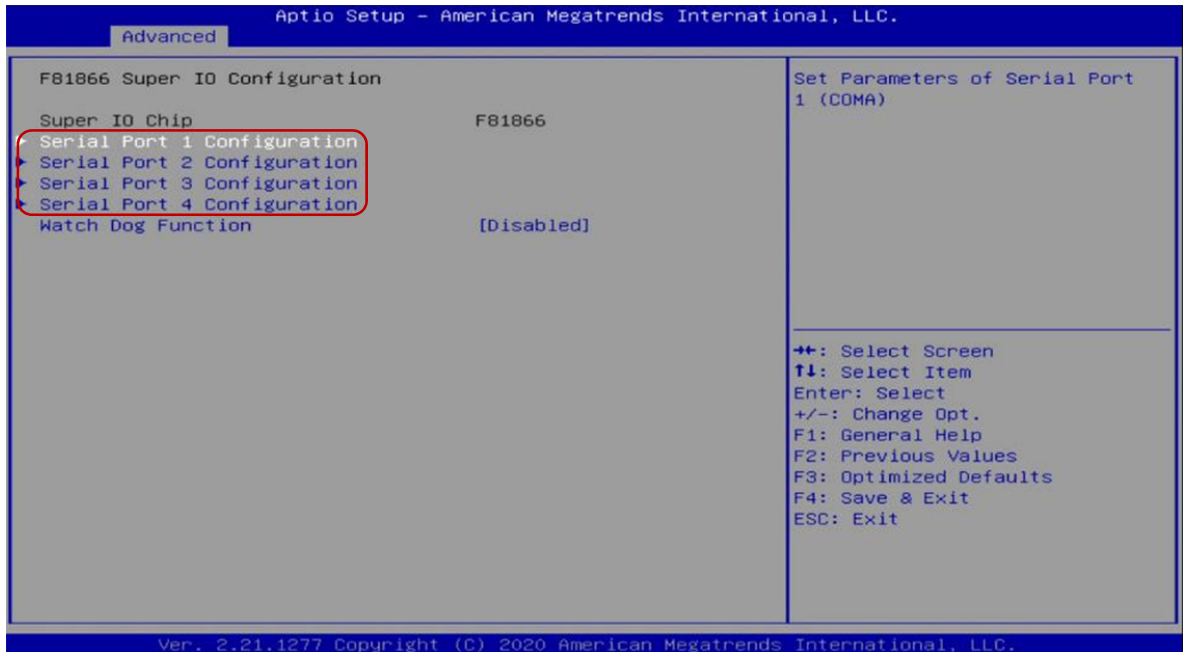 Aptio Setup – American Megatrends International, LLC.
Advanced
F81866 Super IO Configuration
Super IO Chip F81866
Serial Port 1 Configuration
Serial Port 2 Configuration
Serial Port 3 Configuration
Serial Port 4 Configuration
Watch Dog Function [Disabled]
Set Parameters of Serial Port
1 (COMA)
→←: Select Screen
↑↓: Select Item
Enter: Select
+/-: Change Opt.
F1: General Help
F2: Previous Values
F3: Optimized Defaults
F4: Save & Exit
ESC: Exit
Ver. 2.21.1277 Copyright (C) 2020 American Megatrends International, LLC.